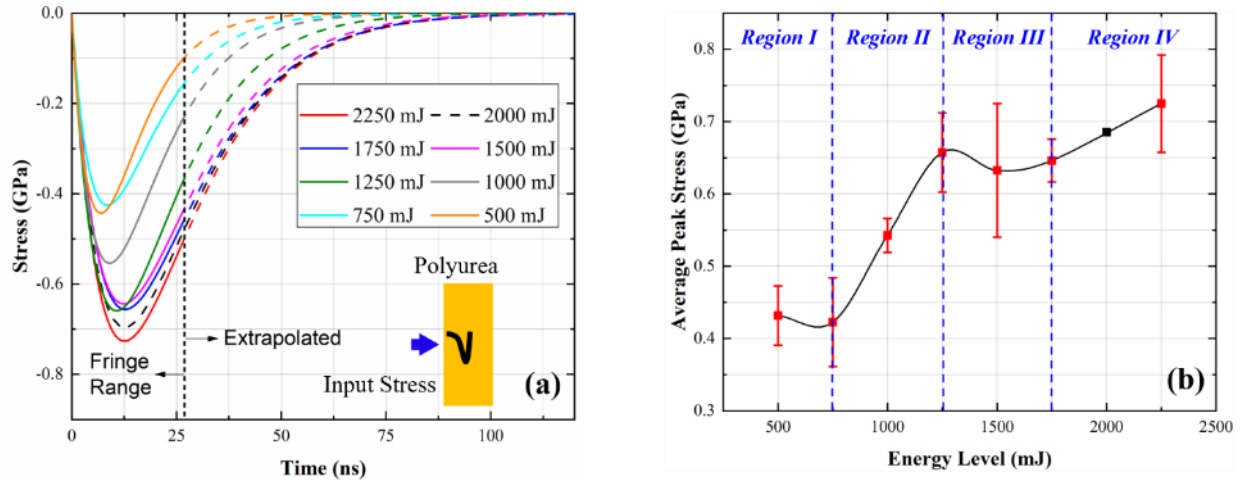 0.0
-0.2
-0.4
-0.6
-0.8
Stress (GPa)
2250 mJ
2000 mJ
1750 mJ
1500 mJ
1250 mJ
1000 mJ
750 mJ
500 mJ
Polyurea
Extrapolated
Fringe
Range
Input Stress
(a)
0
25
50
75
100
Time (ns)
Region I
Region II
Region III
Region IV
0.8
0.7
0.6
0.5
0.4
0.3
Average Peak Stress (GPa)
(b)
500
1000
1500
2000
2500
Energy Level (mJ)